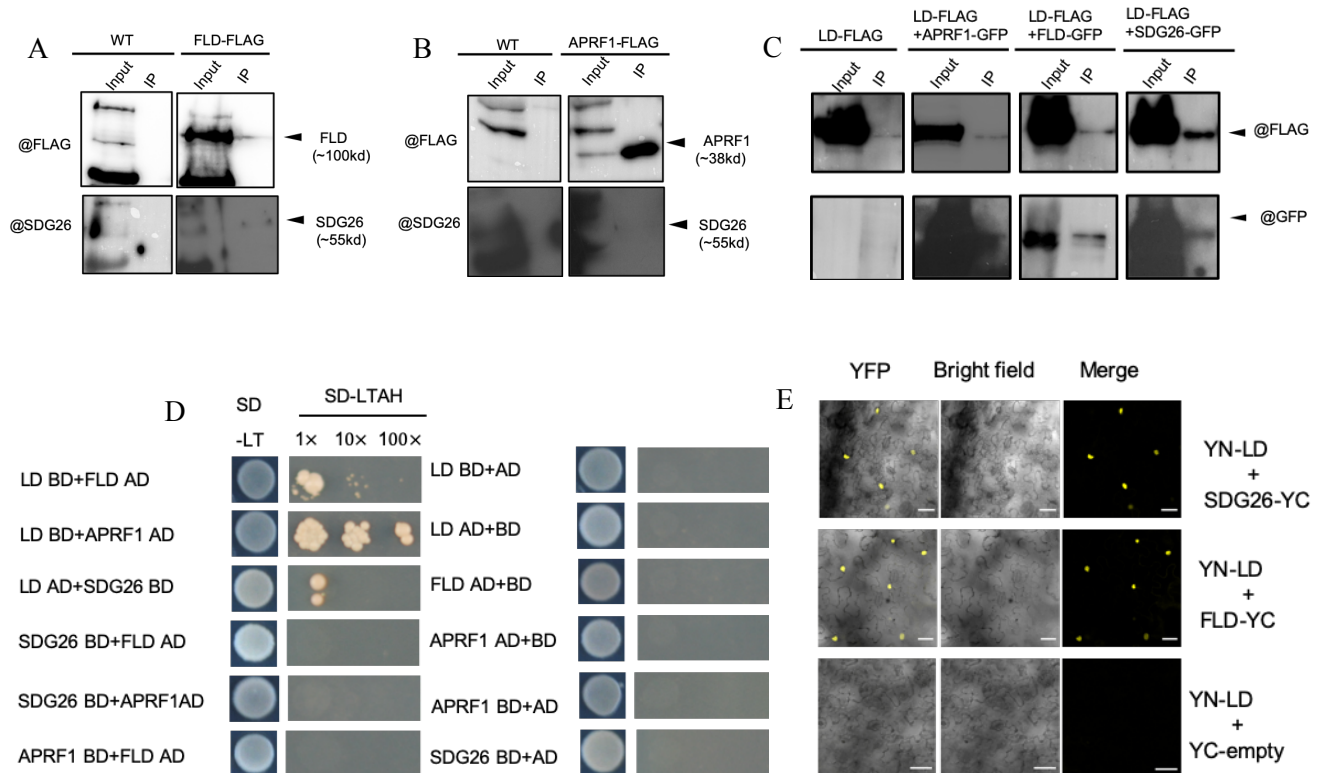 A
WT
FLD-FLAG
Input
IP
Input
IP
@FLAG
FLD
(~100kd)
@SDG26
SDG26
(~55kd)
B
WT
APRF1-FLAG
Input
IP
Input
IP
@FLAG
APRF1
(~38kd)
@SDG26
SDG26
(~55kd)
C
LD-FLAG
LD-FLAG
+APRF1-GFP
LD-FLAG
+FLD-GFP
LD-FLAG
+SDG26-GFP
Input
IP
Input
IP
Input
IP
Input
IP
@FLAG
@GFP
D
SD
-LT
SD-LTAH
1×
10×
100×
LD BD+FLD AD
LD BD+APRF1 AD
LD AD+SDG26 BD
SDG26 BD+FLD AD
SDG26 BD+APRF1AD
APRF1 BD+FLD AD
LD BD+AD
LD AD+BD
FLD AD+BD
APRF1 AD+BD
APRF1 BD+AD
SDG26 BD+AD
E
YFP
Bright field
Merge
YN-LD
+
SDG26-YC
YN-LD
+
FLD-YC
YN-LD
+
YC-empty